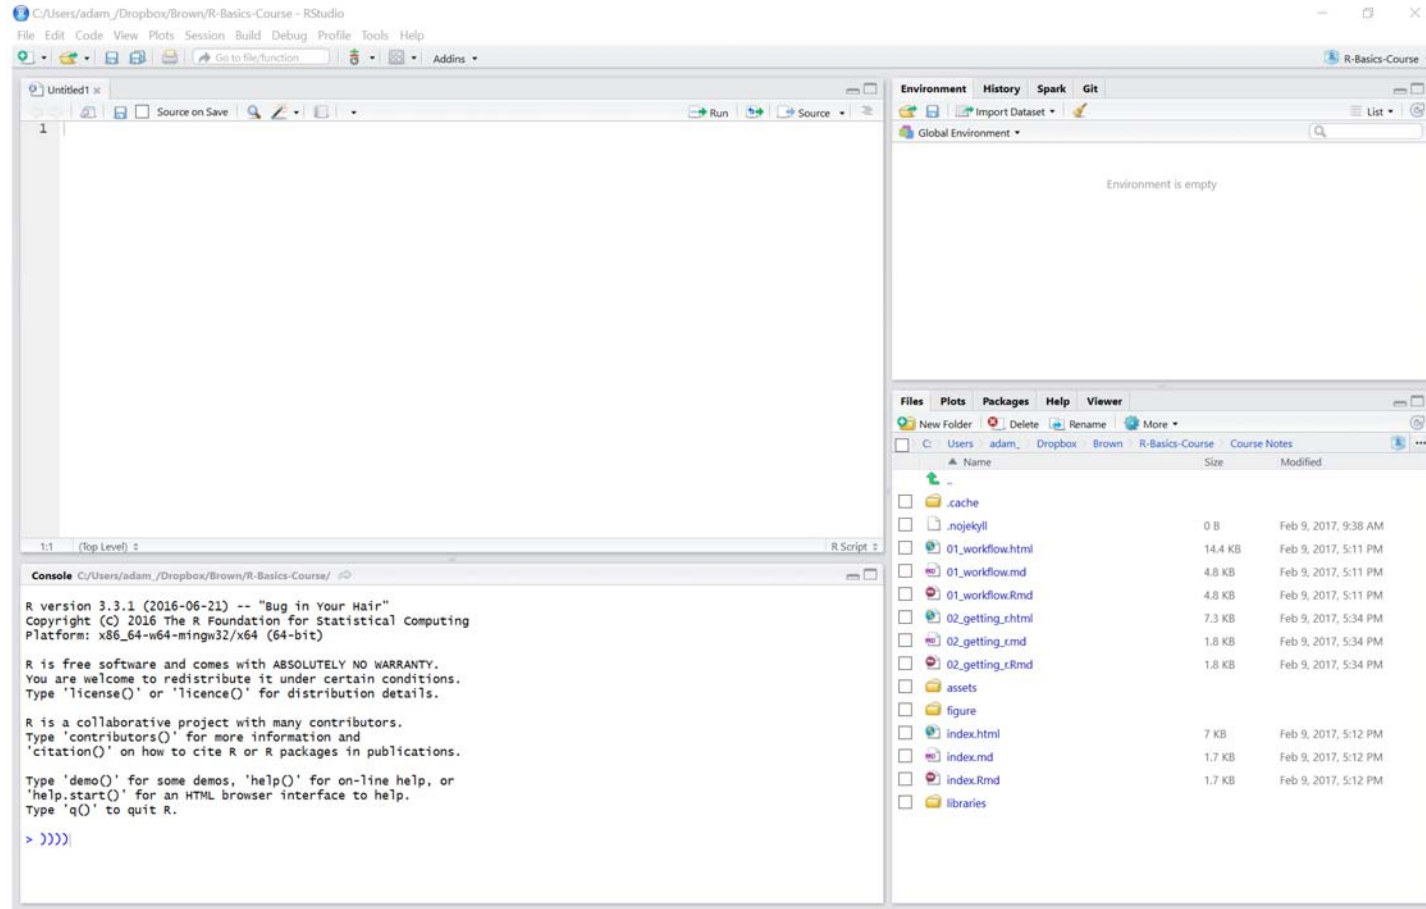 C:/Users/adam_/Dropbox/Brown/R-Basics-Course - RStudio
File Edit Code View Plots Session Build Debug Profile Tools Help
Go to file/function Addins R-Basics-Course
Untitled1
Source on Save Run Source
1
1:1 (Top Level) R Script
Console C:/Users/adam_/Dropbox/Brown/R-Basics-Course/
R version 3.3.1 (2016-06-21) -- "Bug in Your Hair"
Copyright (C) 2016 The R Foundation for Statistical Computing
Platform: x86_64-w64-mingw32/x64 (64-bit)
R is free software and comes with ABSOLUTELY NO WARRANTY.
You are welcome to redistribute it under certain conditions.
Type 'license()' or 'licence()' for distribution details.
R is a collaborative project with many contributors.
Type 'contributors()' for more information and
'citation()' on how to cite R or R packages in publications.
Type 'demo()' for some demos, 'help()' for on-line help, or
'help.start()' for an HTML browser interface to help.
Type 'q()' to quit R.
> ))))
Environment History Spark Git
Import Dataset List
Global Environment
Environment is empty
Files Plots Packages Help Viewer
New Folder Delete Rename More
C: Users adam_ Dropbox Brown R-Basics-Course Course Notes
Name Size Modified
..
.cache
.nojekyll 0 B Feb 9, 2017, 9:38 AM
01_workflow.html 14.4 KB Feb 9, 2017, 5:11 PM
01_workflow.md 4.8 KB Feb 9, 2017, 5:11 PM
01_workflow.Rmd 4.8 KB Feb 9, 2017, 5:11 PM
02_getting_r.html 7.3 KB Feb 9, 2017, 5:34 PM
02_getting_r.md 1.8 KB Feb 9, 2017, 5:34 PM
02_getting_r.Rmd 1.8 KB Feb 9, 2017, 5:34 PM
assets
figure
index.html 7 KB Feb 9, 2017, 5:12 PM
index.md 1.7 KB Feb 9, 2017, 5:12 PM
index.Rmd 1.7 KB Feb 9, 2017, 5:12 PM
libraries